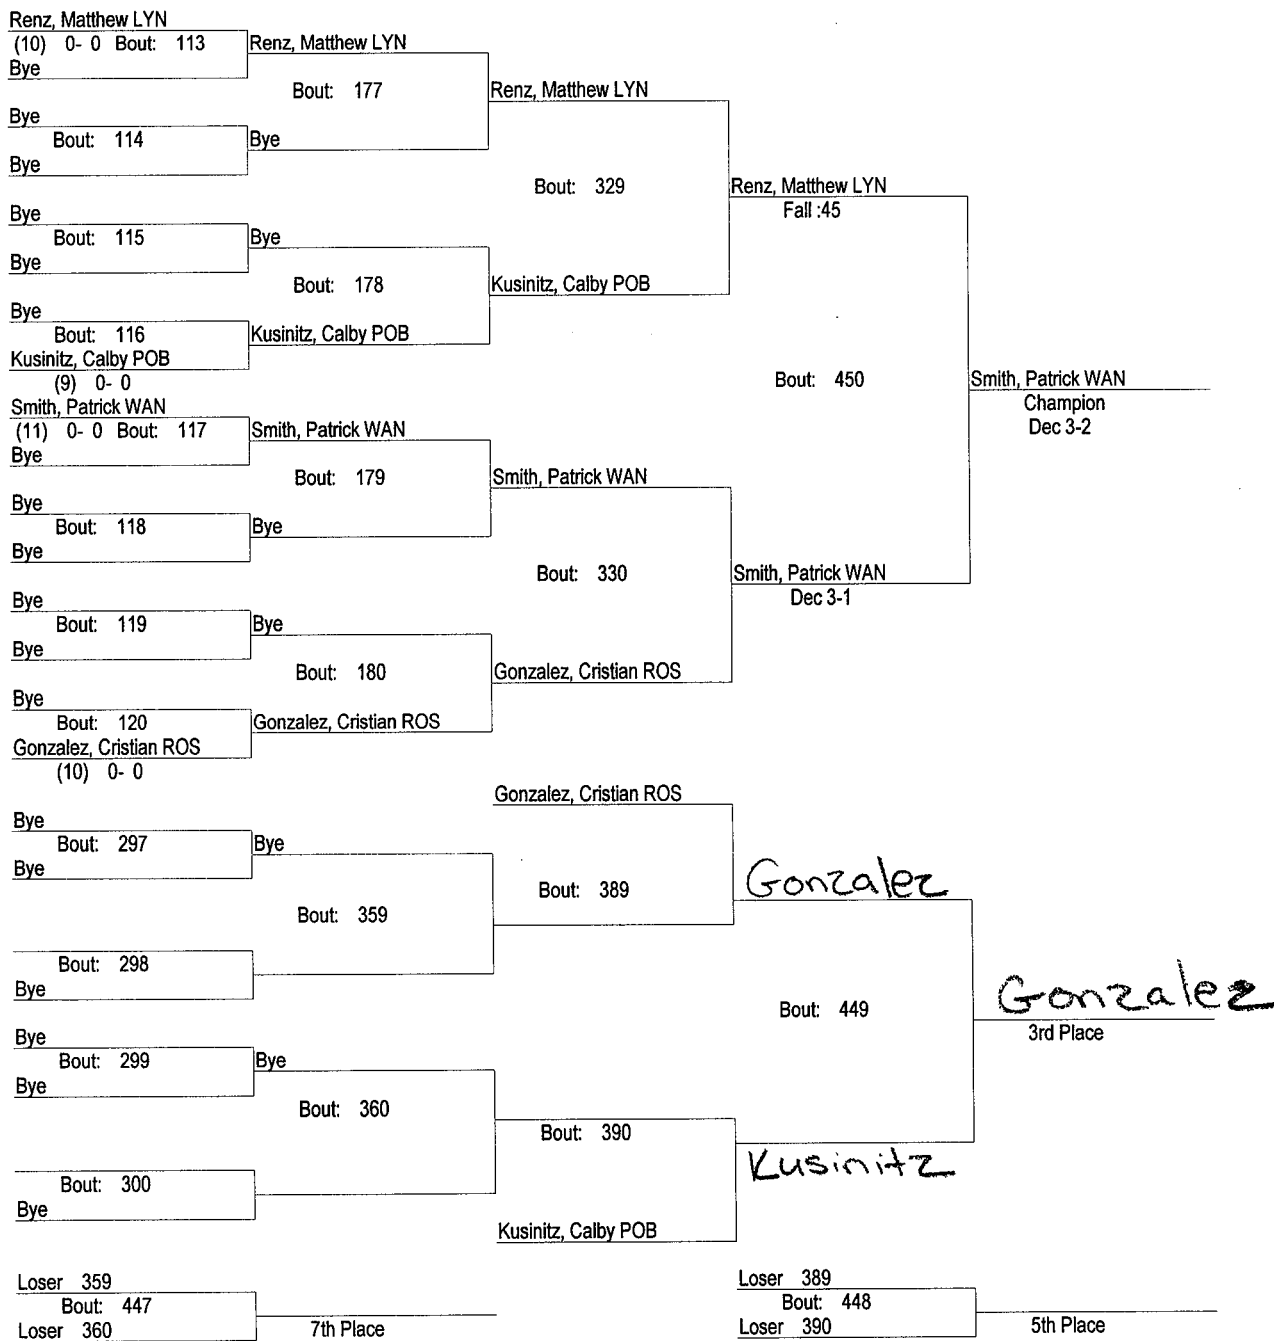 Renz, Matthew LYN
(10) 0- 0 Bout: 113
Renz, Matthew LYN
Bye
Bout: 177
Renz, Matthew LYN
Bye
Bout: 114
Bye
Bye
Bout: 329
Renz, Matthew LYN
Fall :45
Bye
Bout: 115
Bye
Bye
Bout: 178
Kusinitz, Calby POB
Bye
Bout: 116
Kusinitz, Calby POB
Kusinitz, Calby POB
(9) 0- 0
Bout: 450
Smith, Patrick WAN
Champion
Dec 3-2
Smith, Patrick WAN
(11) 0- 0 Bout: 117
Smith, Patrick WAN
Bye
Bout: 179
Smith, Patrick WAN
Bye
Bout: 118
Bye
Bye
Bout: 330
Smith, Patrick WAN
Dec 3-1
Bye
Bout: 119
Bye
Bye
Bout: 180
Gonzalez, Cristian ROS
Bye
Bout: 120
Gonzalez, Cristian ROS
Gonzalez, Cristian ROS
(10) 0- 0
Gonzalez, Cristian ROS
Bye
Bout: 297
Bye
Bye
Bout: 389
Gonzalez
Bout: 359
Bout: 298
Bye
Bout: 449
Gonzalez
3rd Place
Bye
Bout: 299
Bye
Bye
Bout: 360
Bout: 390
Kusinitz
Bout: 300
Bye
Kusinitz, Calby POB
Loser 359
Bout: 447
Loser 360
7th Place
Loser 389
Bout: 448
Loser 390
5th Place